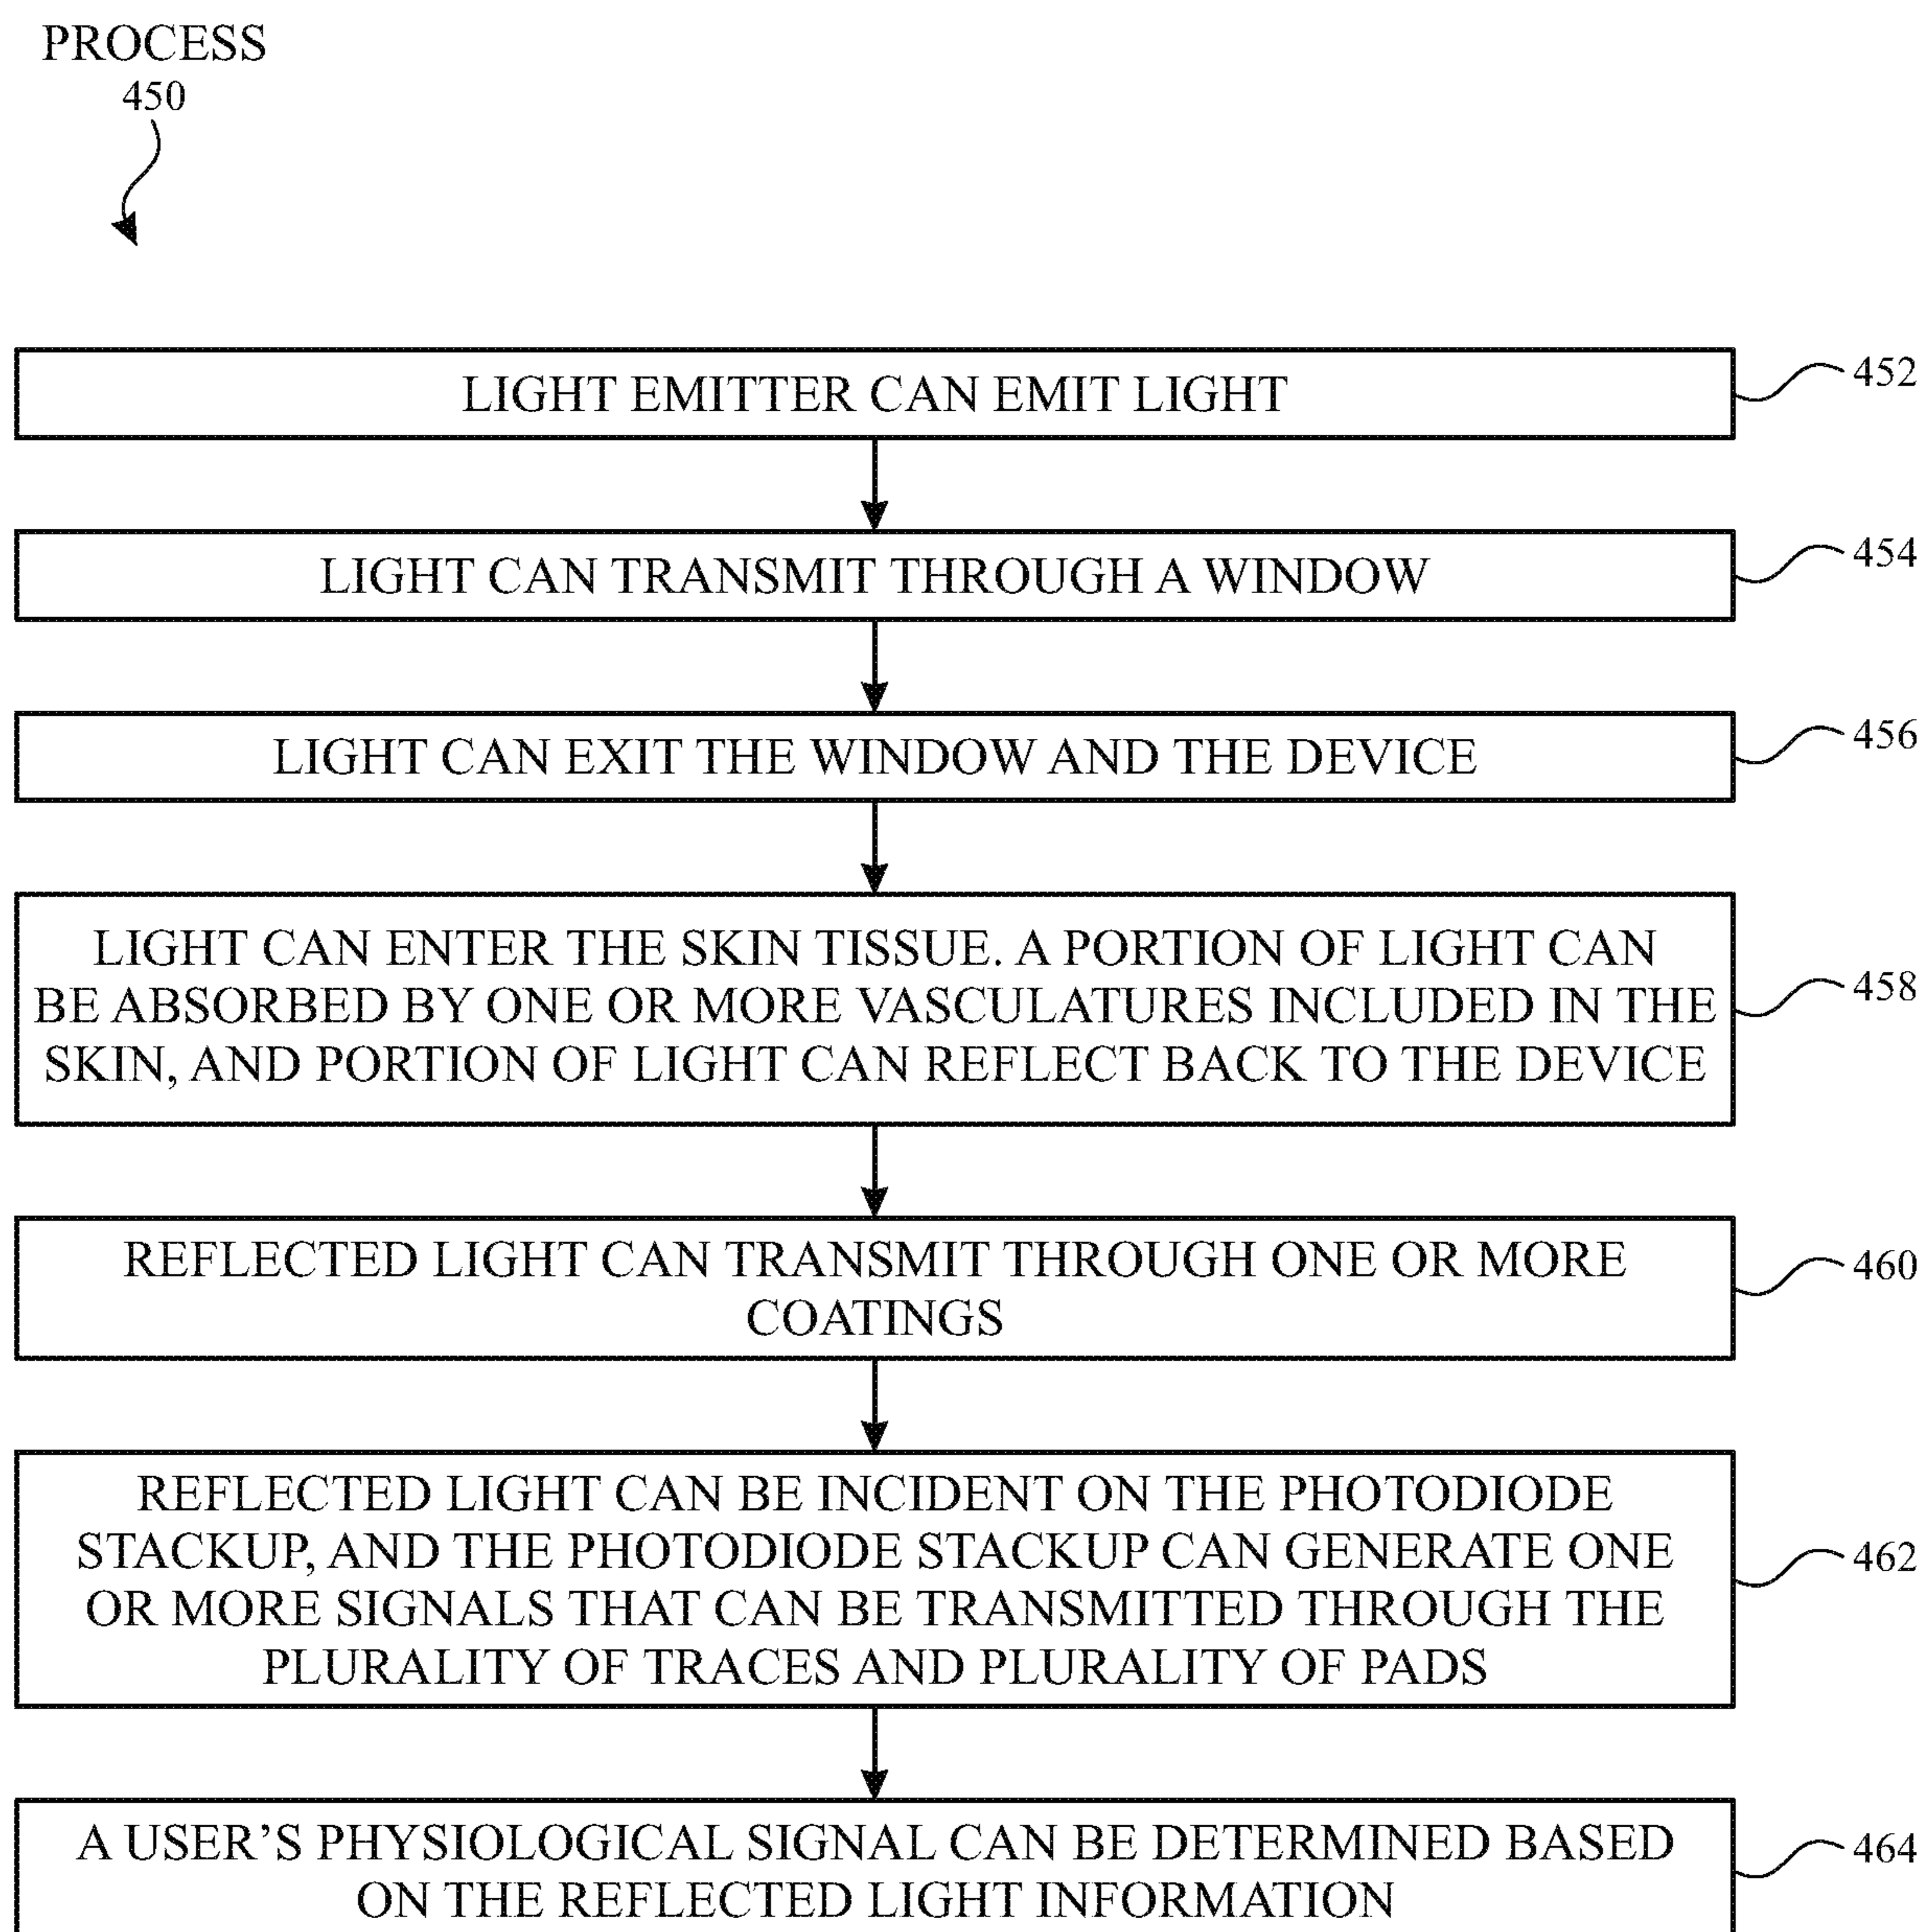 PROCESS
450
LIGHT EMITTER CAN EMIT LIGHT
452
LIGHT CAN TRANSMIT THROUGH A WINDOW
454
LIGHT CAN EXIT THE WINDOW AND THE DEVICE
456
LIGHT CAN ENTER THE SKIN TISSUE. A PORTION OF LIGHT CAN
BE ABSORBED BY ONE OR MORE VASCULATURES INCLUDED IN THE
SKIN, AND PORTION OF LIGHT CAN REFLECT BACK TO THE DEVICE
458
REFLECTED LIGHT CAN TRANSMIT THROUGH ONE OR MORE
COATINGS
460
REFLECTED LIGHT CAN BE INCIDENT ON THE PHOTODIODE
STACKUP, AND THE PHOTODIODE STACKUP CAN GENERATE ONE
OR MORE SIGNALS THAT CAN BE TRANSMITTED THROUGH THE
PLURALITY OF TRACES AND PLURALITY OF PADS
462
A USER’S PHYSIOLOGICAL SIGNAL CAN BE DETERMINED BASED
ON THE REFLECTED LIGHT INFORMATION
464